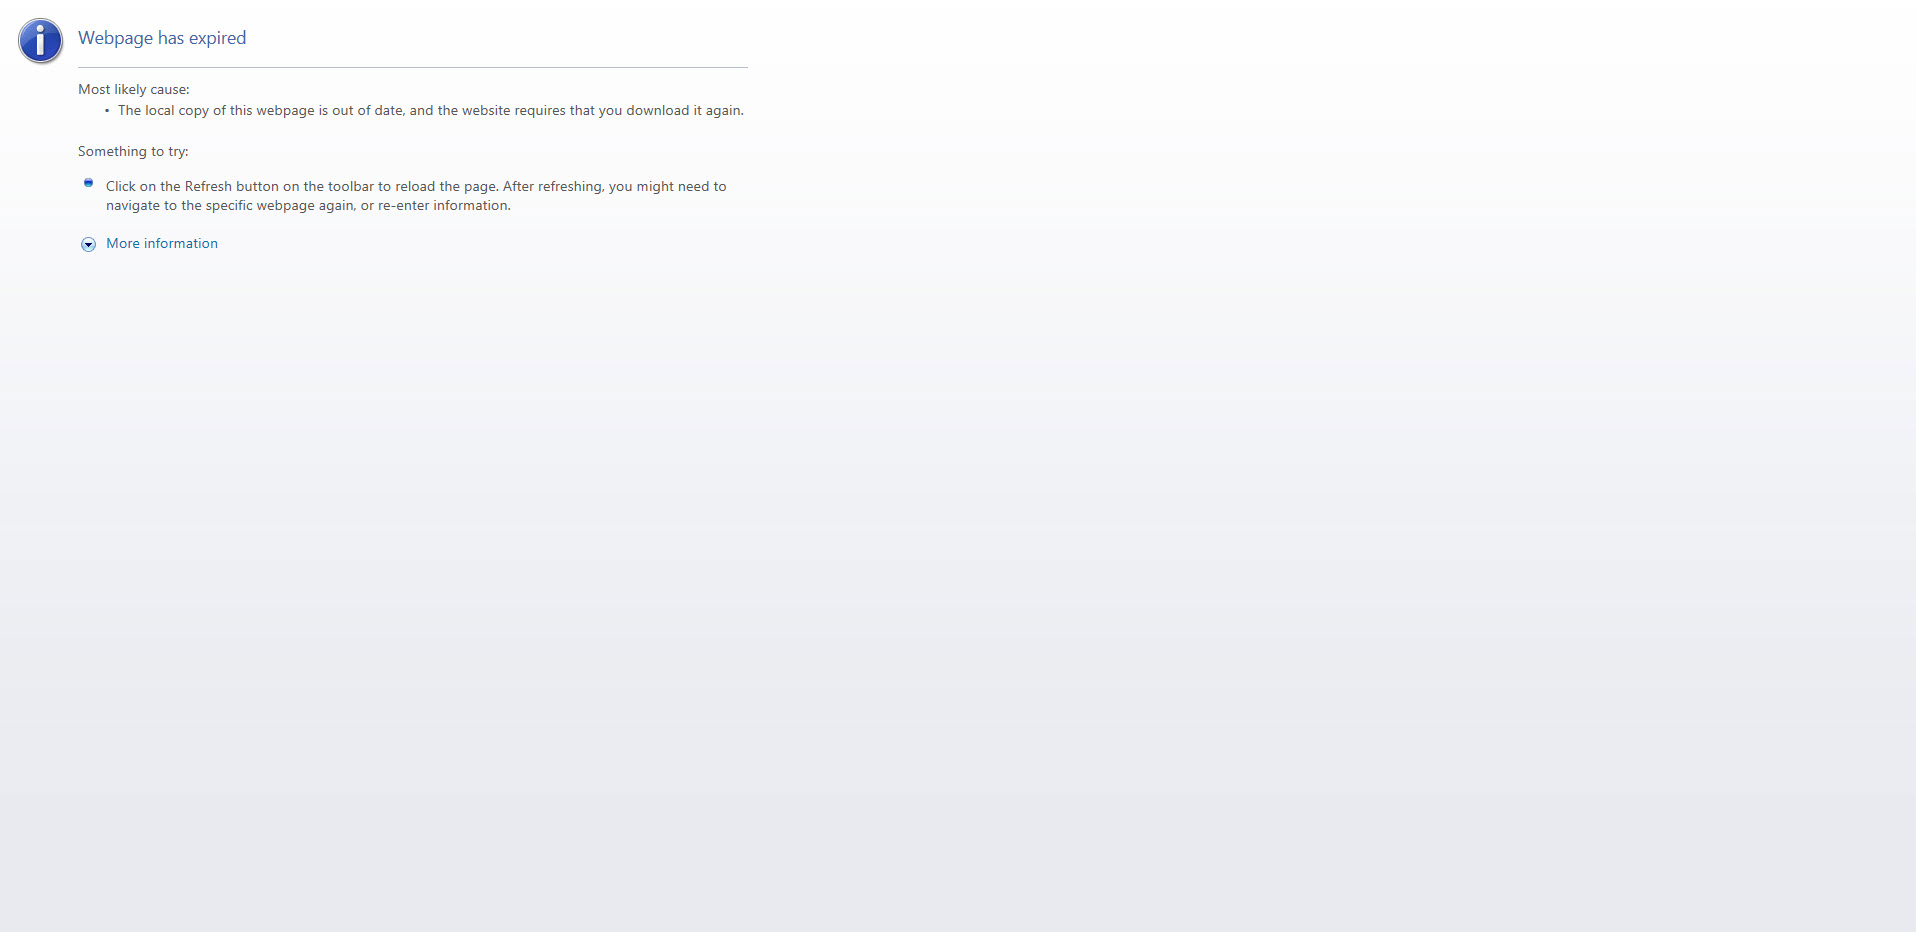 Webpage has expired
Most likely cause:
• The local copy of this webpage is out of date, and the website requires that you download it again.
Something to try:
Click on the Refresh button on the toolbar to reload the page. After refreshing, you might need to
navigate to the specific webpage again, or re-enter information.
More information